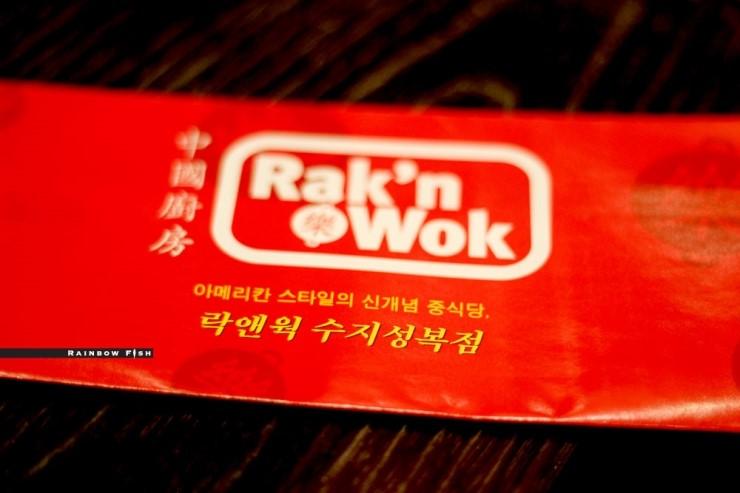 中國廚房
Rak'n
樂 Wok
아메리칸 스타일의 신개념 중식당,
락앤웍 수지성복점
RAINBOW FISH